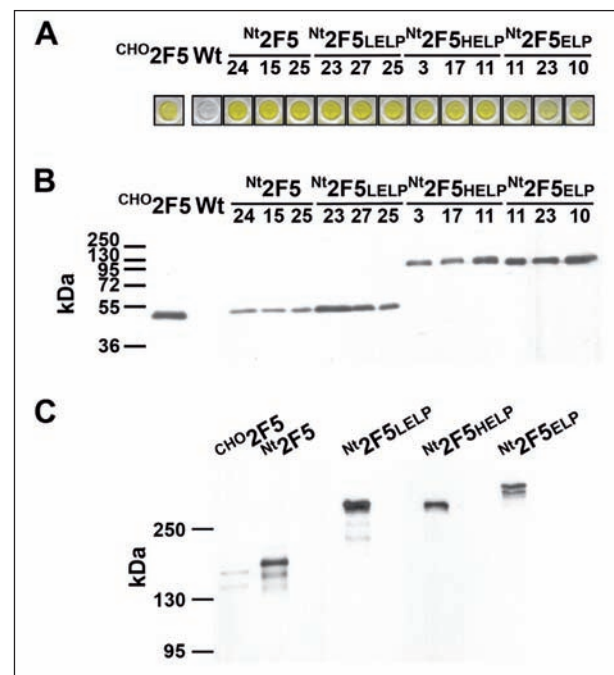 A
CHO2F5 Wt Nt2F5 Nt2F5LELP Nt2F5HELP Nt2F5ELP
24 15 25 23 27 25 3 17 11 11 23 10
B
CHO2F5 Wt Nt2F5 Nt2F5LELP Nt2F5HELP Nt2F5ELP
24 15 25 23 27 25 3 17 11 11 23 10
kDa
250
130
95
72
55
36
C
CHO2F5 Nt2F5 Nt2F5LELP Nt2F5HELP Nt2F5ELP
kDa
250
130
95